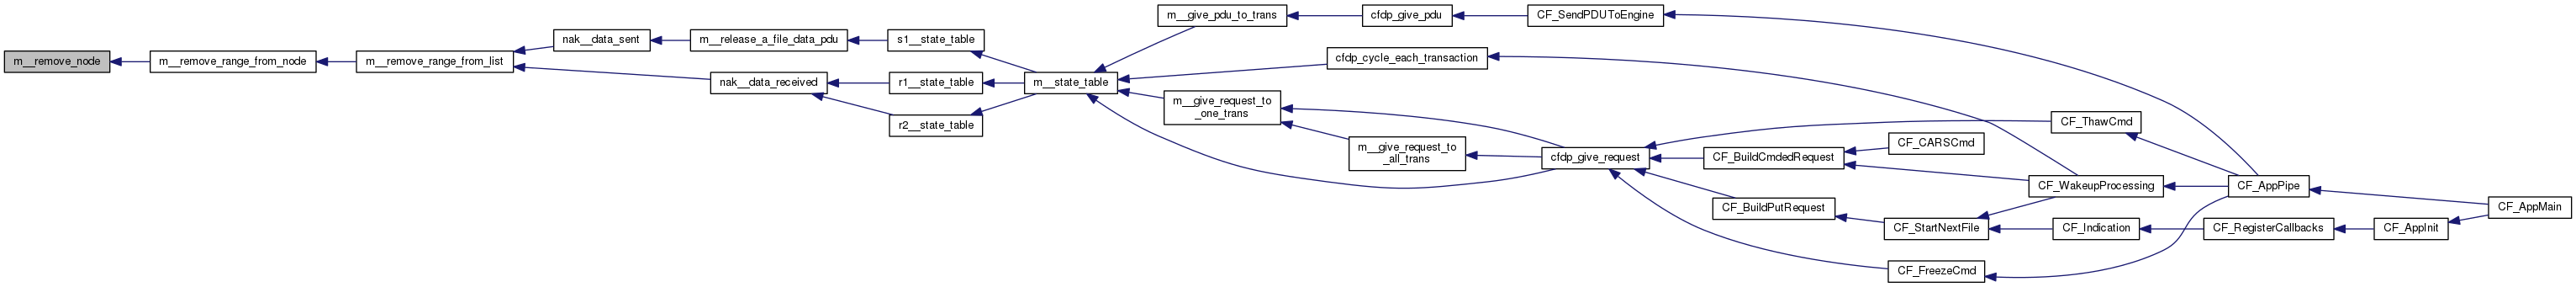 m__remove_node
m__remove_range_from_node
m__remove_range_from_list
nak__data_sent
m__release_a_file_data_pdu
s1__state_table
nak__data_received
r1__state_table
r2__state_table
m__state_table
m__give_pdu_to_trans
cfdp_give_pdu
CF_SendPDUToEngine
cfdp_cycle_each_transaction
m__give_request_to
_one_trans
m__give_request_to
_all_trans
cfdp_give_request
CF_ThawCmd
CF_BuildCmdedRequest
CF_CARSCmd
CF_WakeupProcessing
CF_BuildPutRequest
CF_StartNextFile
CF_Indication
CF_RegisterCallbacks
CF_AppInit
CF_FreezeCmd
CF_AppPipe
CF_AppMain